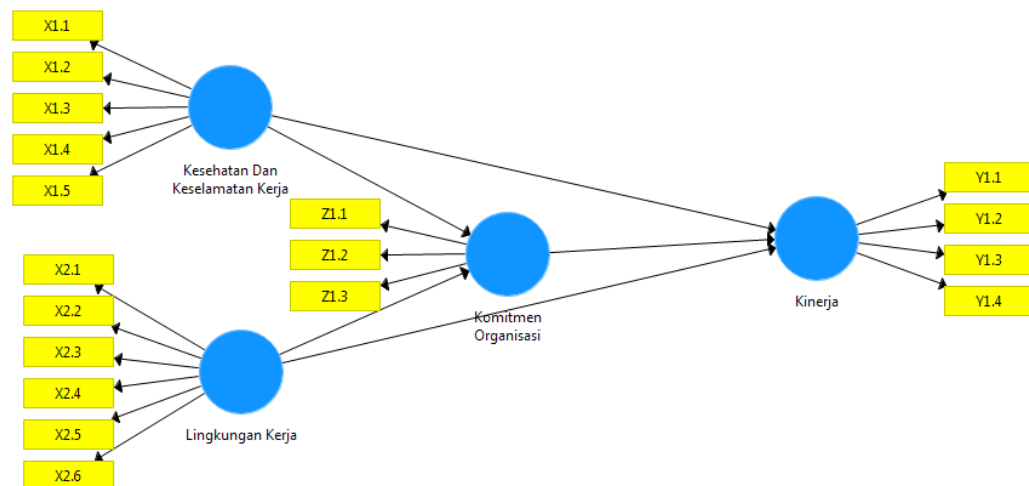 X1.1
X1.2
X1.3
X1.4
X1.5
Kesehatan Dan
Keselamatan Kerja
Z1.1
Z1.2
Z1.3
Komitmen
Organisasi
X2.1
X2.2
X2.3
X2.4
X2.5
X2.6
Lingkungan Kerja
Y1.1
Y1.2
Y1.3
Y1.4
Kinerja